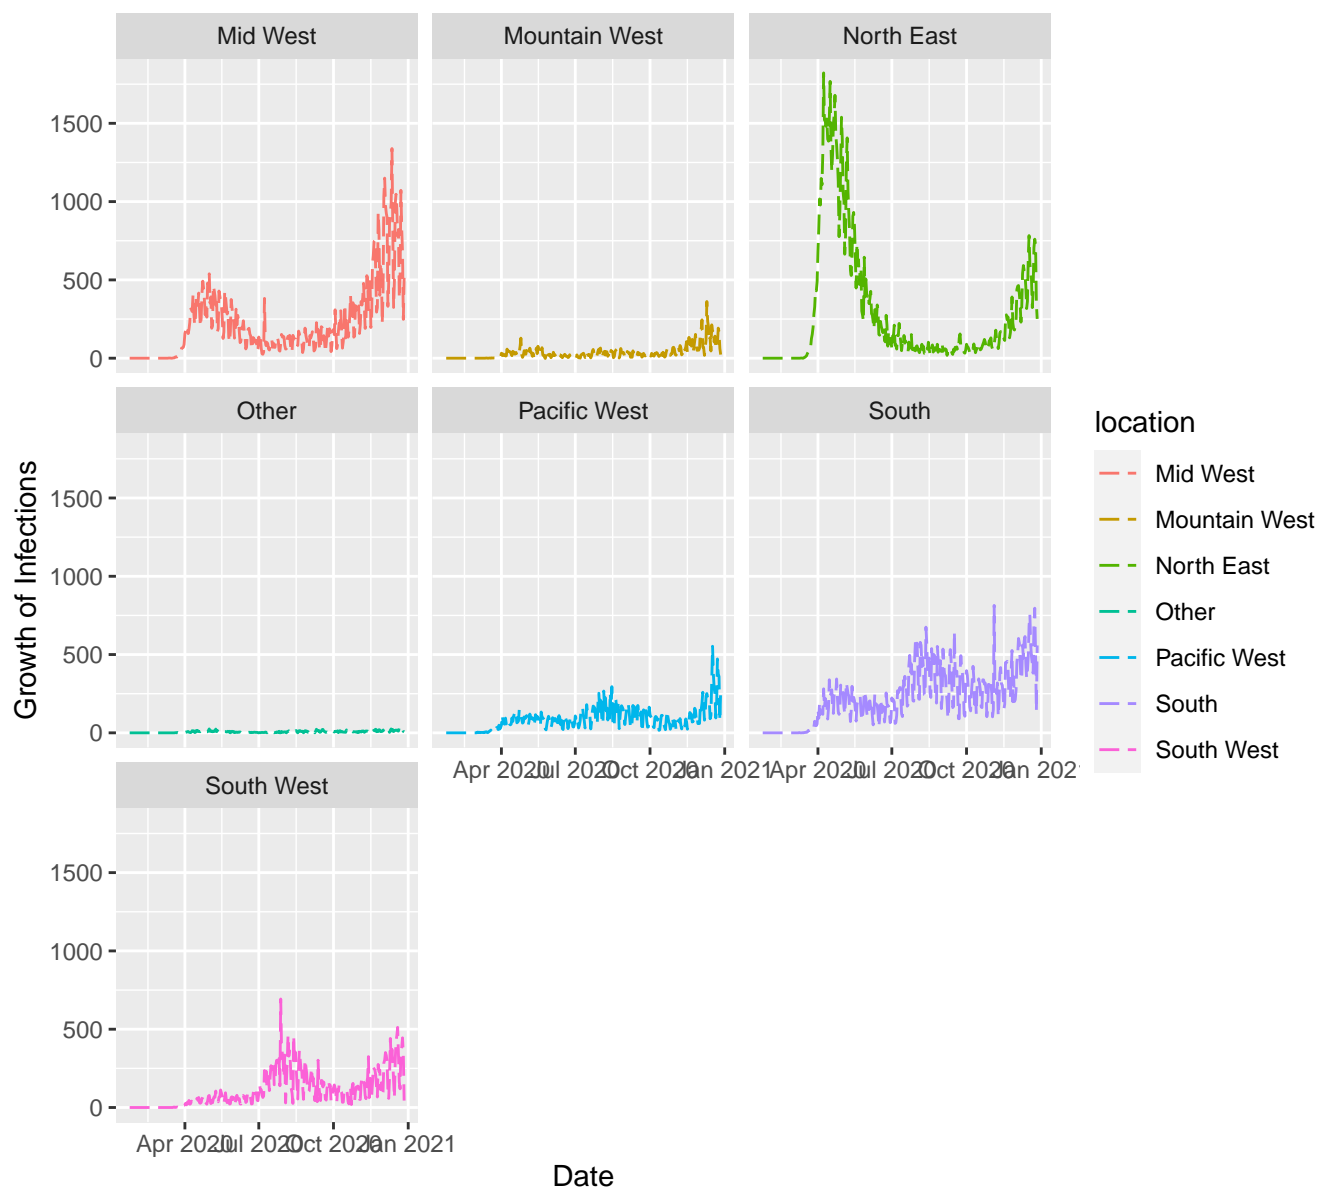 Mid West
Mountain West
North East
1500
1000
500
0
Other
Pacific West
South
1500
1000
500
0
Apr 2020 Jul 2020 Oct 2020 Jan 2021
Apr 2020 Jul 2020 Oct 2020 Jan 202
South West
1500
1000
500
0
Apr 2020 Jul 2020 Oct 2020 Jan 2021
Growth of Infections
Date
location
Mid West
Mountain West
North East
Other
Pacific West
South
South West